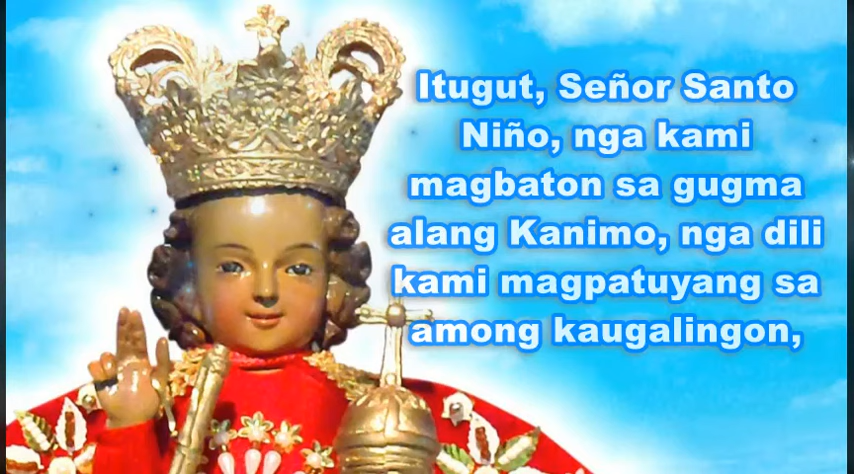 Itugut, Señor Santo
Niño, nga kami
magbaton sa gugma
alang Kanimo, nga dili
kami magpatuyang sa
among kaugalingon,